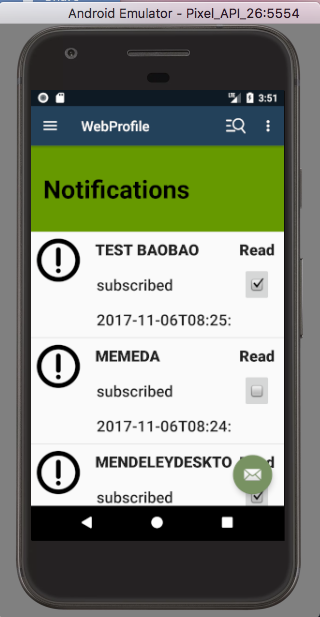 Android Emulator - Pixel_API_26:5554
3:51
WebProfile
Notifications
TEST BAOBAO Read
subscribed
2017-11-06T08:25:
MEMEDA Read
subscribed
2017-11-06T08:24:
MENDELEYDESKTO
subscribed